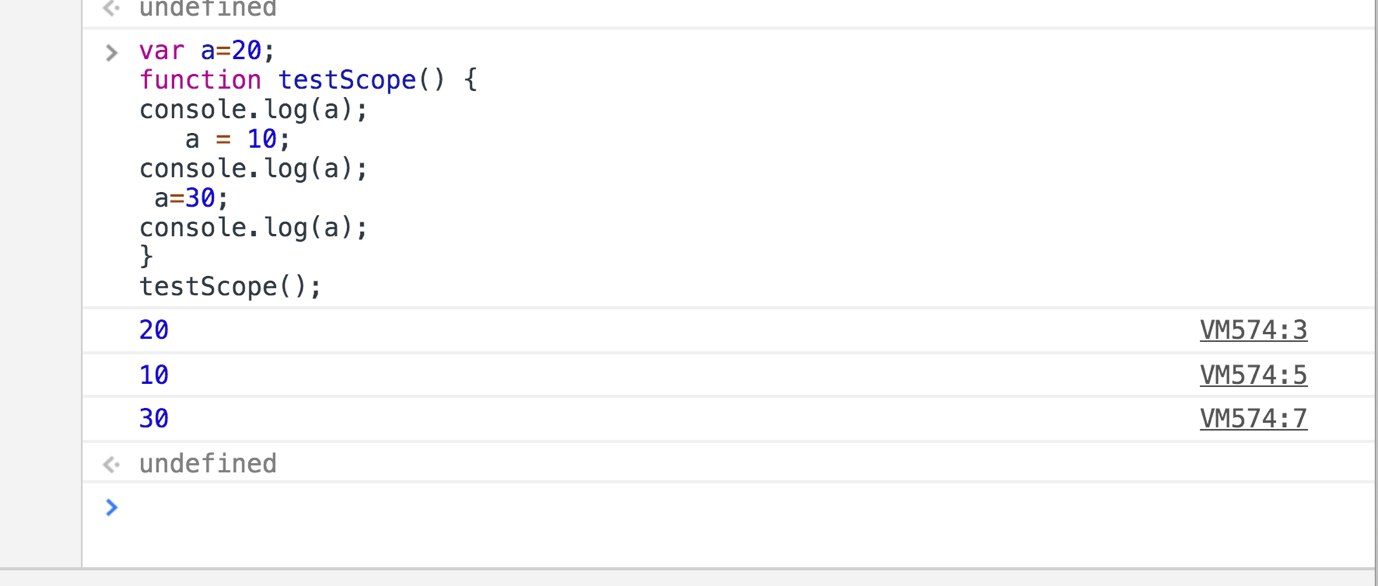 undefined
var a=20;
function testScope() {
console.log(a);
   a = 10;
console.log(a);
 a=30;
console.log(a);
}
testScope();
20 VM574:3
10 VM574:5
30 VM574:7
undefined